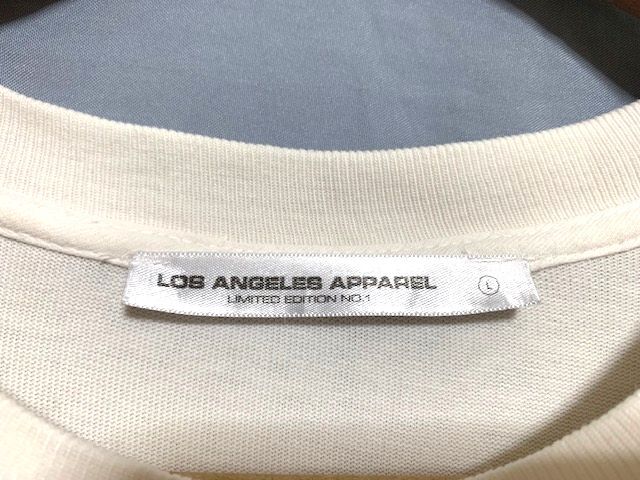 LOS ANGELES APPAREL
LIMITED EDITION NO.1
L